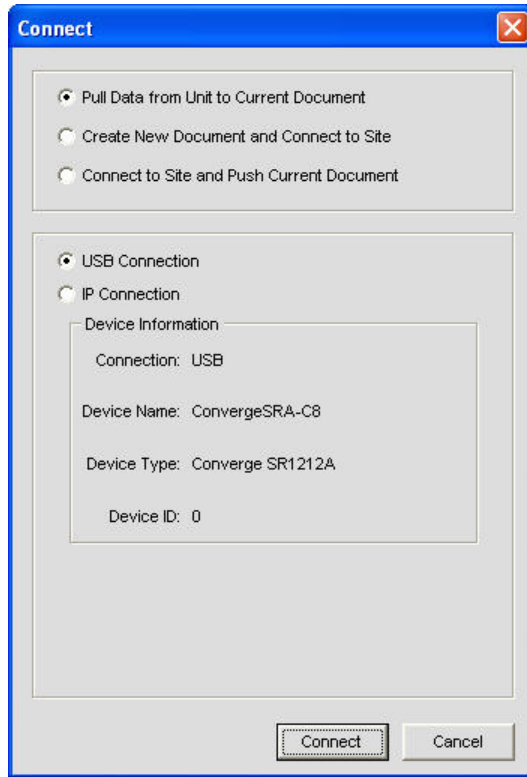 Connect
Pull Data from Unit to Current Document
Create New Document and Connect to Site
Connect to Site and Push Current Document
USB Connection
IP Connection
Device Information
Connection: USB
Device Name: ConvergeSRA-C8
Device Type: Converge SR1212A
Device ID: 0
Connect Cancel